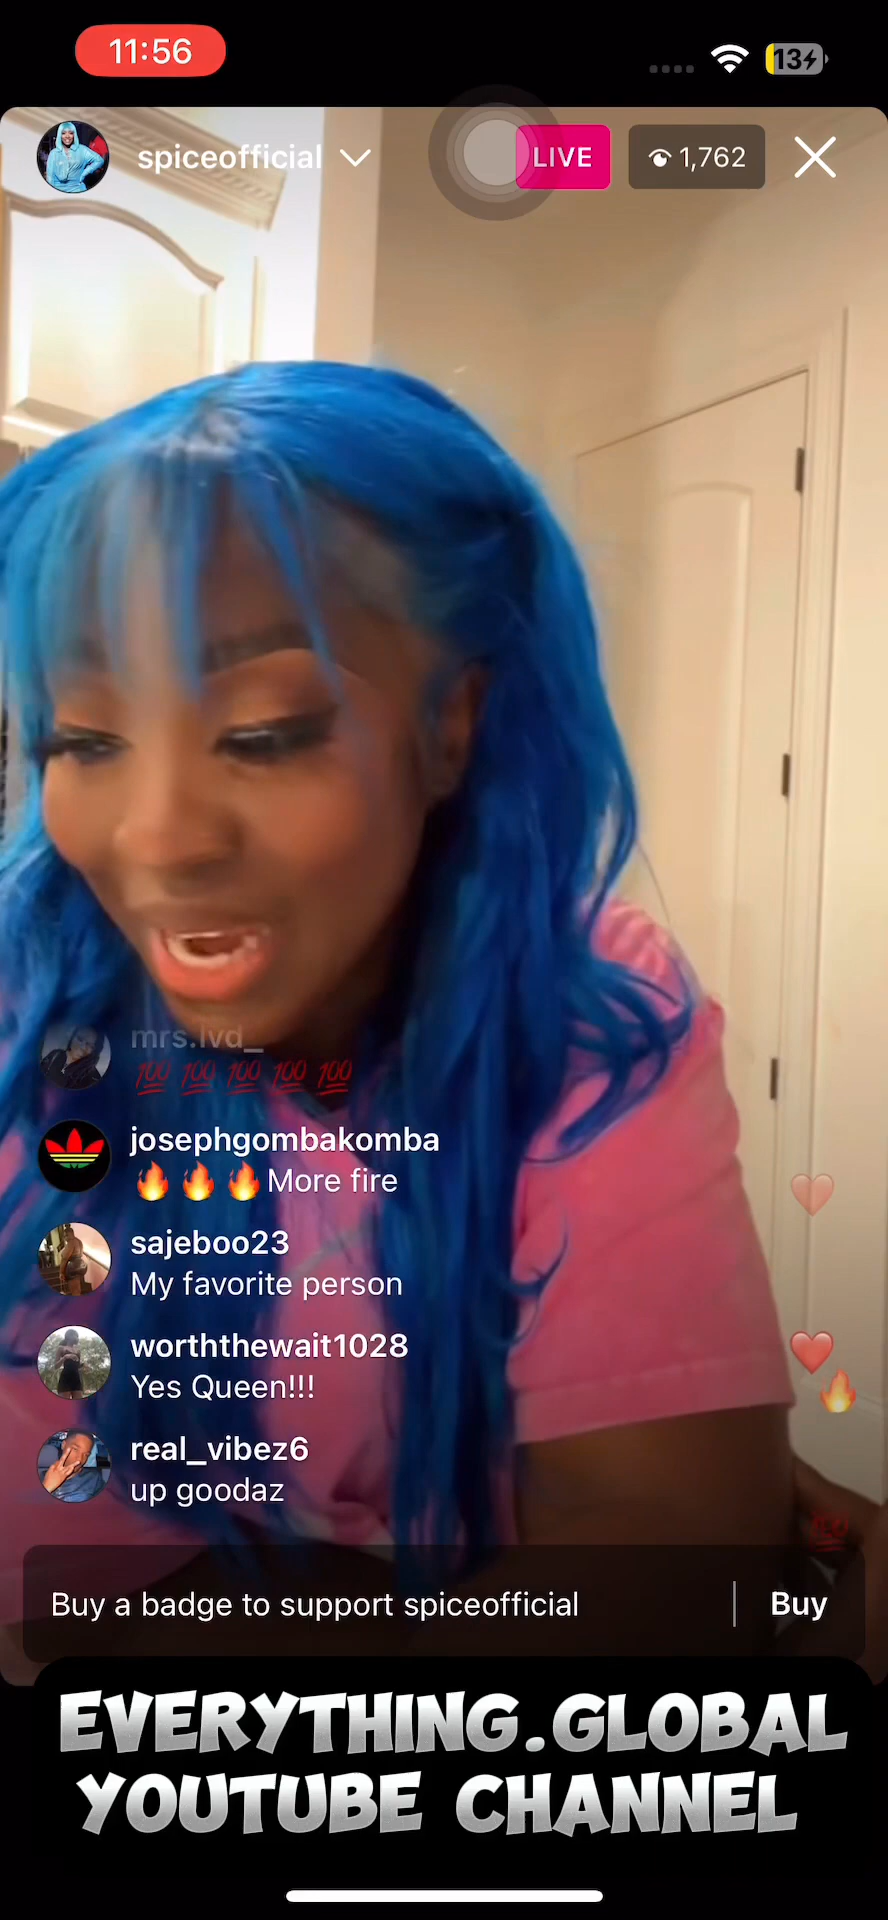 11:56
13
spiceofficial
LIVE
1,762
mrs.lvd_
💯 💯 💯 💯 💯
josephgombakomba
🔥 🔥 🔥 More fire
sajeboo23
My favorite person
worththewait1028
Yes Queen!!!
real_vibez6
up goodaz
Buy a badge to support spiceofficial
Buy
EVERYTHING.GLOBAL
YOUTUBE CHANNEL